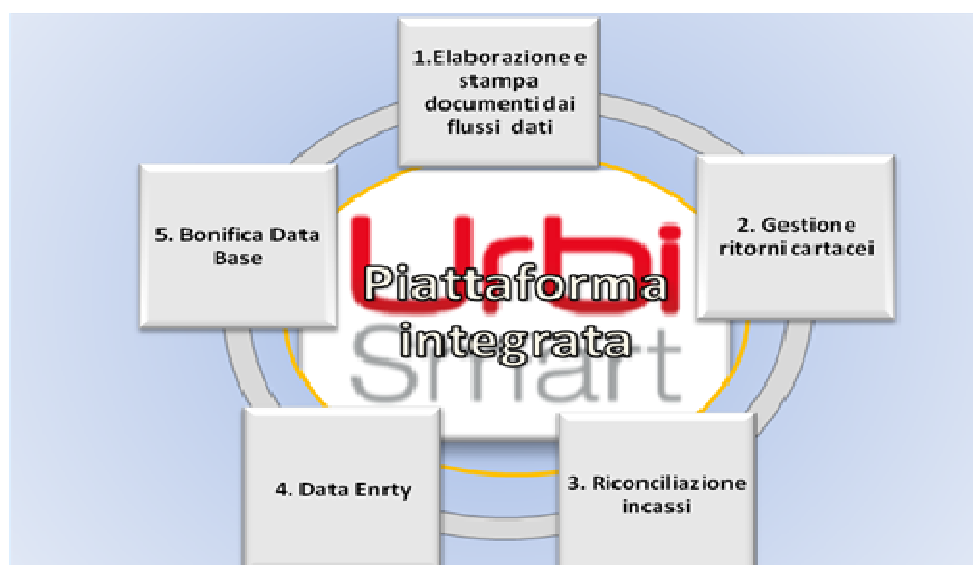 1.Elaborazione e
stampa
documenti dai
flussi dati
2. Gestione
ritorni cartacei
5. Bonifica Data
Base
Urbi
Smart
Piattaforma
integrata
4. Data Enrty
3. Riconciliazione
incassi